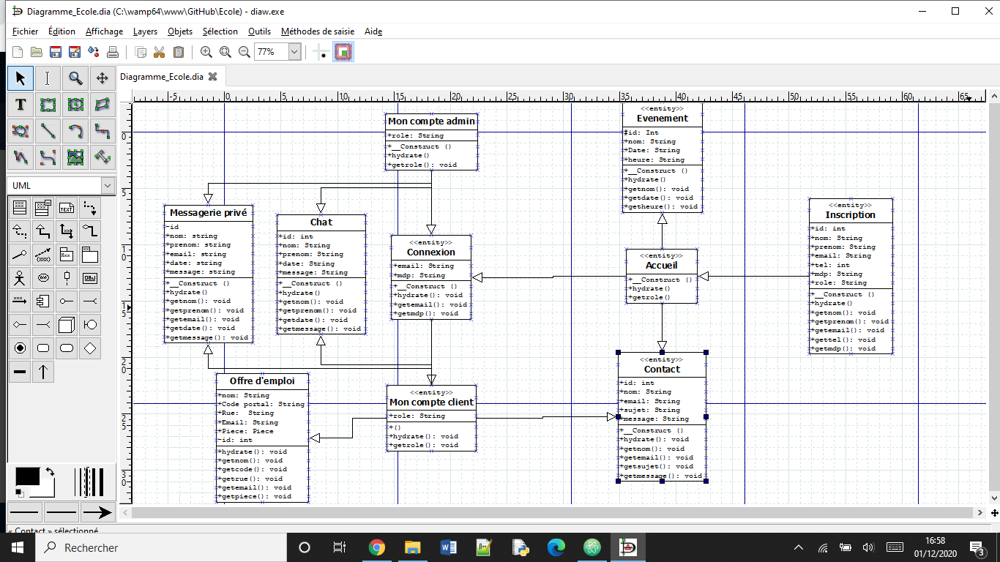 Diagramme_Ecole.dia (C:\wamp64\www\GitHub\Ecole) - diaw.exe
Fichier Édition Affichage Layers Objets Sélection Outils Méthodes de saisie Aide
77%
Diagramme_Ecole.dia
-5 0 5 10 15 20 25 30 35 40 45 50 55 60 65
0
5
10
15
20
25
30
T
UML
TEXT
OBJ
Mon compte admin
+role: String
+__Construct ()
+hydrate()
+getrole(): void
<<entity>>
Evenement
#id: Int
+nom: String
+Date: String
+heure: String
+__Construct ()
+hydrate()
+getnom(): void
+getdate(): void
+getheure(): void
Messagerie privé
-id
+nom: string
+prenom: string
+email: string
+date: string
+message: string
+__Construct ()
+hydrate()
+getnom(): void
+getprenom(): void
+getemail(): void
+getdate(): void
+getmessage(): void
Chat
+id: int
+nom: String
+prenom: String
+date: String
+message: String
+__Construct ()
+hydrate()
+getnom(): void
+getprenom(): void
+getdate(): void
+getmessage(): void
<<entity>>
Connexion
+email: String
+mdp: String
+__Construct ()
+hydrate(): void
+getemail(): void
+getmdp(): void
<<entity>>
Accueil
+__Construct ()
+hydrate()
+getrole()
<<entity>>
Inscription
+id: int
+nom: String
+prenom: String
+email: String
+tel: int
+mdp: String
+role: String
+__Construct ()
+hydrate()
+getnom(): void
+getprenom(): void
+getemail(): void
+gettel(): void
+getmdp(): void
Offre d'emploi
+nom: String
+Code portal: String
+Rue: String
+Email: String
+Piece: Piece
-id: int
+hydrate(): void
+getnom(): void
+getcode(): void
+getrue(): void
+getemail(): void
+getpiece(): void
<<entity>>
Mon compte client
+role: String
+()
+hydrate(): void
+getrole(): void
<<entity>>
Contact
+id: int
+nom: String
+email: String
+sujet: String
+message: String
+__Construct ()
+hydrate(): void
+getnom(): void
+getemail(): void
+getsujet(): void
+getmessage(): void
« Contact » sélectionné
Rechercher
16:58
01/12/2020
3